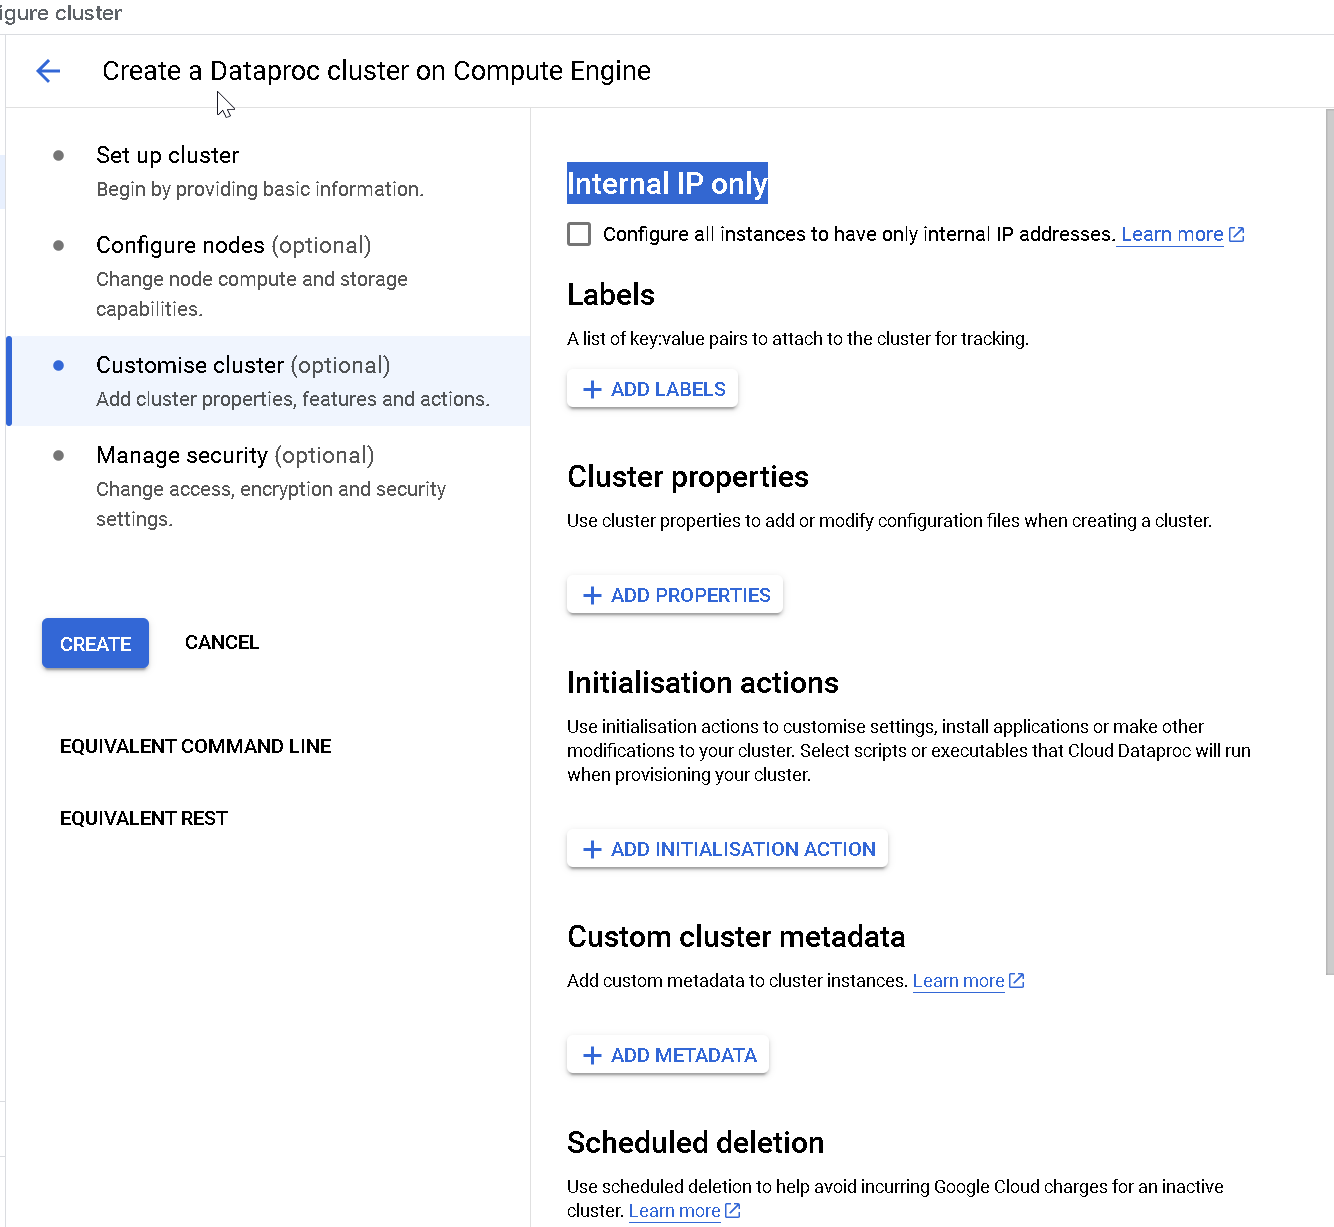 igure cluster
Create a Dataproc cluster on Compute Engine
Set up cluster
Begin by providing basic information.
Configure nodes (optional)
Change node compute and storage
capabilities.
Customise cluster (optional)
Add cluster properties, features and actions.
Manage security (optional)
Change access, encryption and security
settings.
CREATE CANCEL
EQUIVALENT COMMAND LINE
EQUIVALENT REST
Internal IP only
Configure all instances to have only internal IP addresses. Learn more
Labels
A list of key:value pairs to attach to the cluster for tracking.
ADD LABELS
Cluster properties
Use cluster properties to add or modify configuration files when creating a cluster.
ADD PROPERTIES
Initialisation actions
Use initialisation actions to customise settings, install applications or make other
modifications to your cluster. Select scripts or executables that Cloud Dataproc will run
when provisioning your cluster.
ADD INITIALISATION ACTION
Custom cluster metadata
Add custom metadata to cluster instances. Learn more
ADD METADATA
Scheduled deletion
Use scheduled deletion to help avoid incurring Google Cloud charges for an inactive
cluster. Learn more